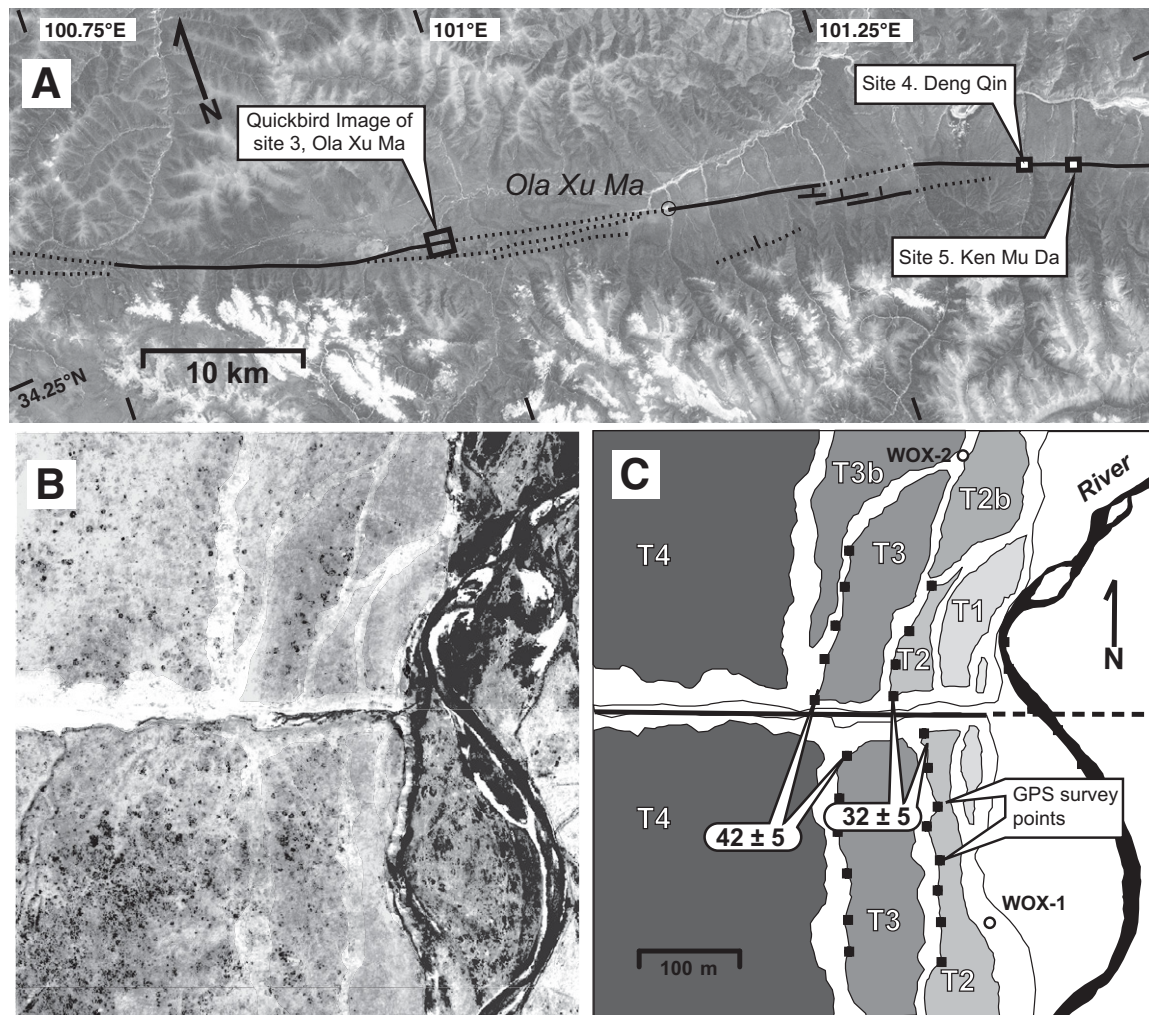 100.75°E
101°E
101.25°E
A
N
Quickbird Image of
site 3, Ola Xu Ma
Site 4. Deng Qin
Ola Xu Ma
Site 5. Ken Mu Da
10 km
34.25°N
B
C
T3b
WOX-2
T2b
River
T4
T3
T1
T2
N
T4
42 ± 5
32 ± 5
GPS survey
points
T3
WOX-1
T2
100 m